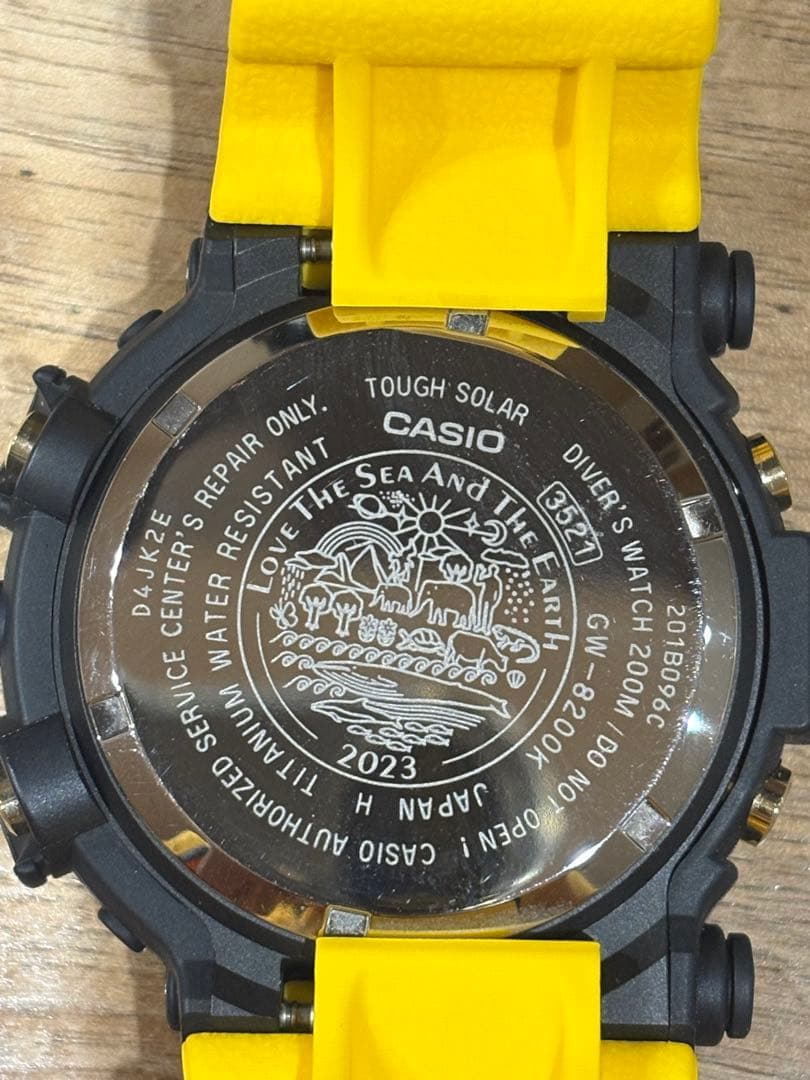 TOUGH SOLAR
CASIO
DIVER'S WATCH 200M / DO NOT OPEN ! CASIO AUTHORIZED SERVICE CENTER'S REPAIR ONLY.
3521
201B096C
GW-8200K
JAPAN H
TITANIUM WATER RESISTANT
D4JK2E
LOVE THE SEA AND THE EARTH
2023